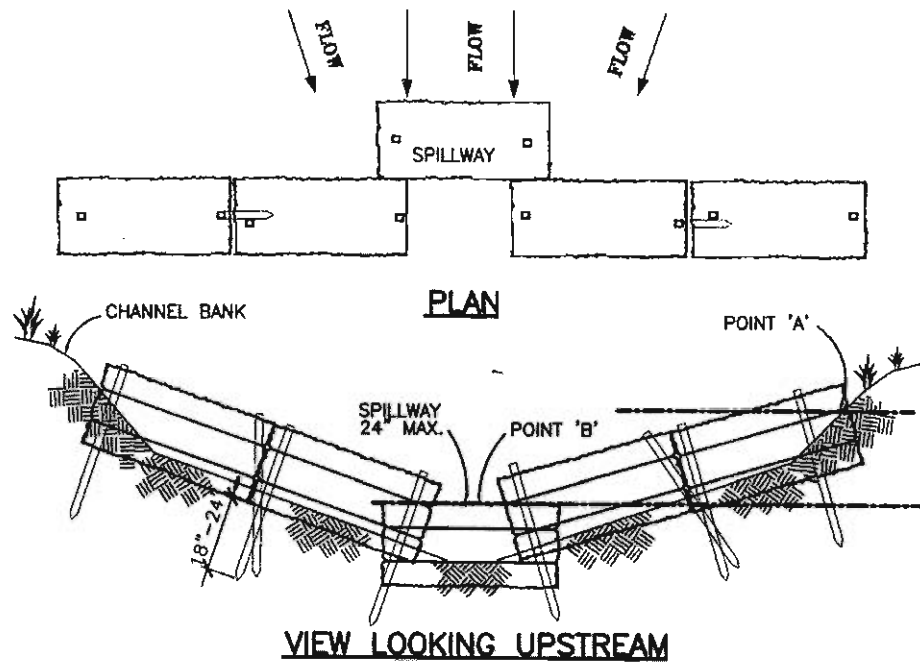 FLOW
FLOW
FLOW
SPILLWAY
PLAN
CHANNEL BANK
POINT 'A'
SPILLWAY
24" MAX.
POINT 'B'
18"-24"
VIEW LOOKING UPSTREAM